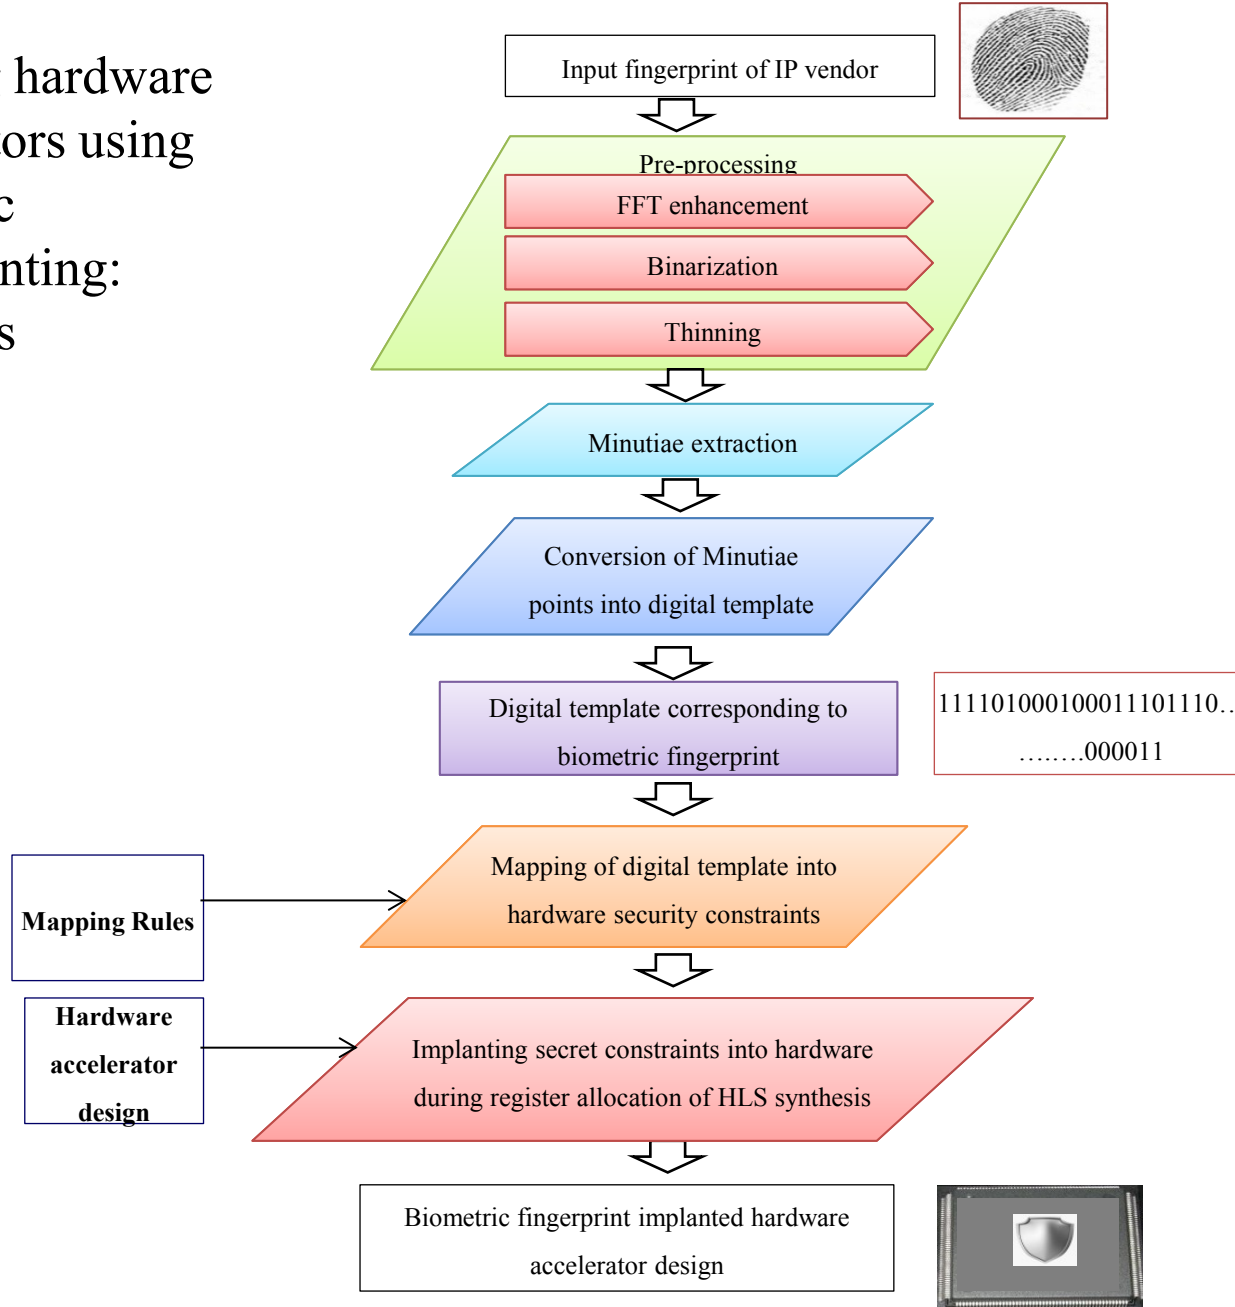 hardware
using
Input fingerprint of IP vendor
Pre-processing
FFT enhancement
Binarization
Thinning
Minutiae extraction
Conversion of Minutiae
points into digital template
Digital template corresponding to
biometric fingerprint
111101000100011101110…
………000011
Mapping of digital template into
hardware security constraints
Mapping Rules
Hardware
accelerator
design
Implanting secret constraints into hardware
during register allocation of HLS synthesis
Biometric fingerprint implanted hardware
accelerator design